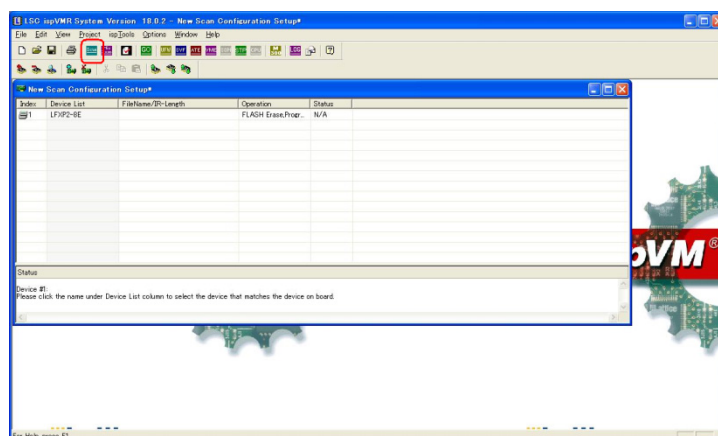 LSC ispVMR System Version 18.0.2 - New Scan Configuration Setup*
File Edit View Project ispTools Options Window Help
New Scan Configuration Setup*
Index Device List FileName/IR-Length Operation Status
1 LFXP2-8E FLASH Erase,Progr... N/A
Status
Device #1:
Please click the name under Device List column to select the device that matches the device on board.
pVM®
For Help, press F1